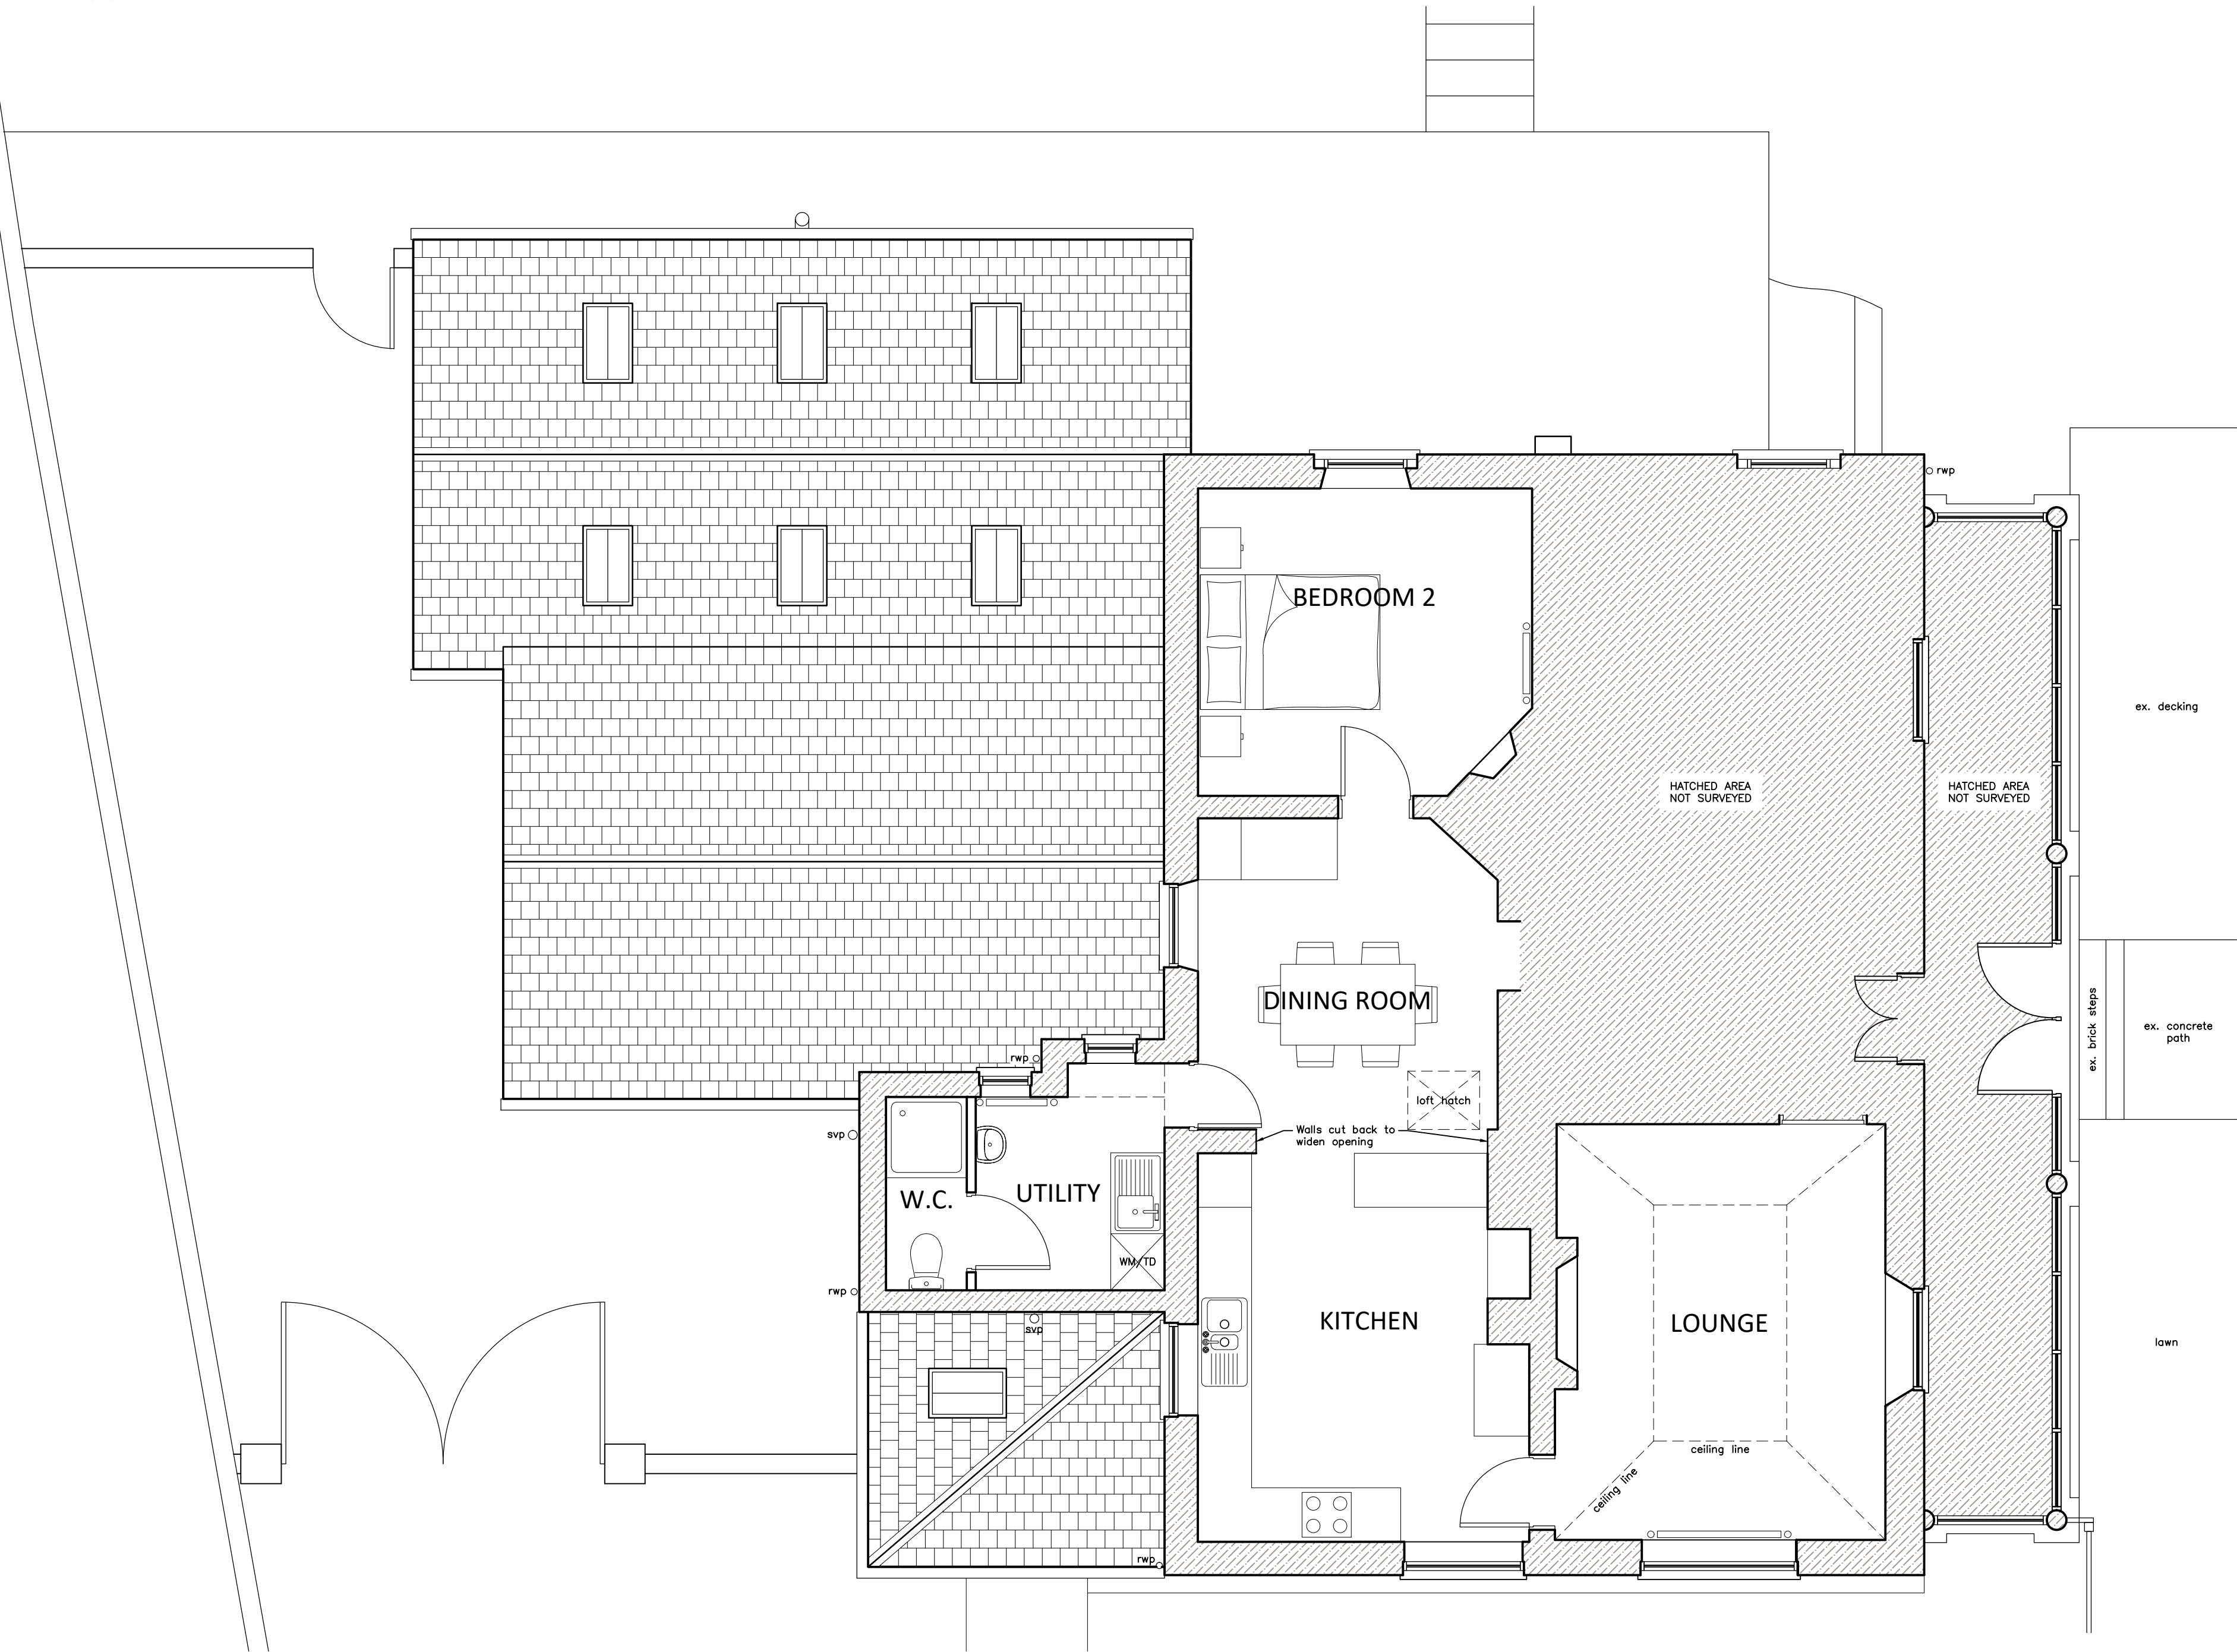 rwp
BEDROOM 2
ex. decking
HATCHED AREA
NOT SURVEYED
HATCHED AREA
NOT SURVEYED
DINING ROOM
ex. brick steps
ex. concrete
path
rwp
loft hatch
svp
Walls cut back to
widen opening
W.C.
UTILITY
WM/TD
rwp
svp
KITCHEN
LOUNGE
lawn
ceiling line
ceiling line
rwp